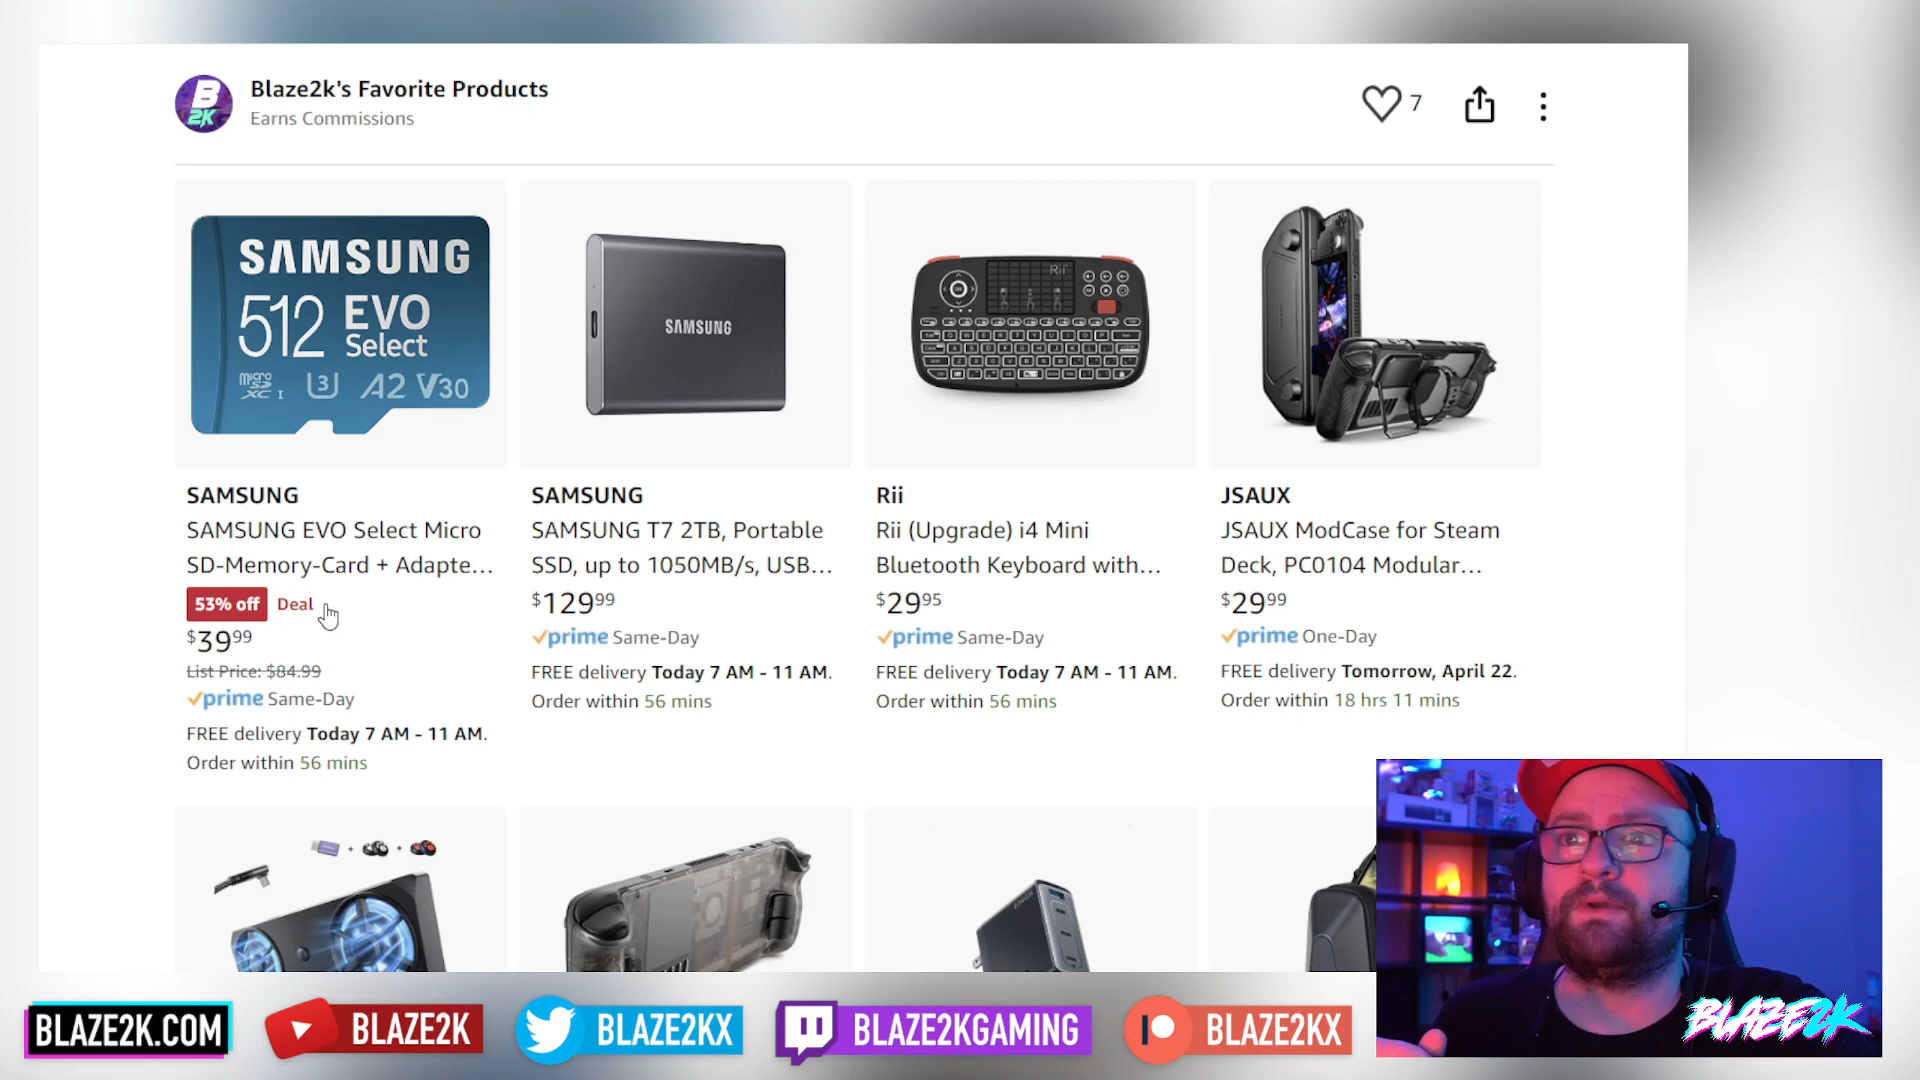 B
2K
Blaze2k's Favorite Products
Earns Commissions
7
SAMSUNG
512 EVO
Select
micro
SD
XC I U3 A2 V30
SAMSUNG
Rii
SAMSUNG
SAMSUNG EVO Select Micro
SD-Memory-Card + Adapte...
53% off Deal
$39.99
List Price: $84.99
prime Same-Day
FREE delivery Today 7 AM - 11 AM.
Order within 56 mins
SAMSUNG
SAMSUNG T7 2TB, Portable
SSD, up to 1050MB/s, USB...
$129.99
prime Same-Day
FREE delivery Today 7 AM - 11 AM.
Order within 56 mins
Rii
Rii (Upgrade) i4 Mini
Bluetooth Keyboard with...
$29.95
prime Same-Day
FREE delivery Today 7 AM - 11 AM.
Order within 56 mins
JSAUX
JSAUX ModCase for Steam
Deck, PC0104 Modular...
$29.99
prime One-Day
FREE delivery Tomorrow, April 22.
Order within 18 hrs 11 mins
BLAZE2K
BLAZE2K.COM
BLAZE2K
BLAZE2KX
BLAZE2KGAMING
BLAZE2KX